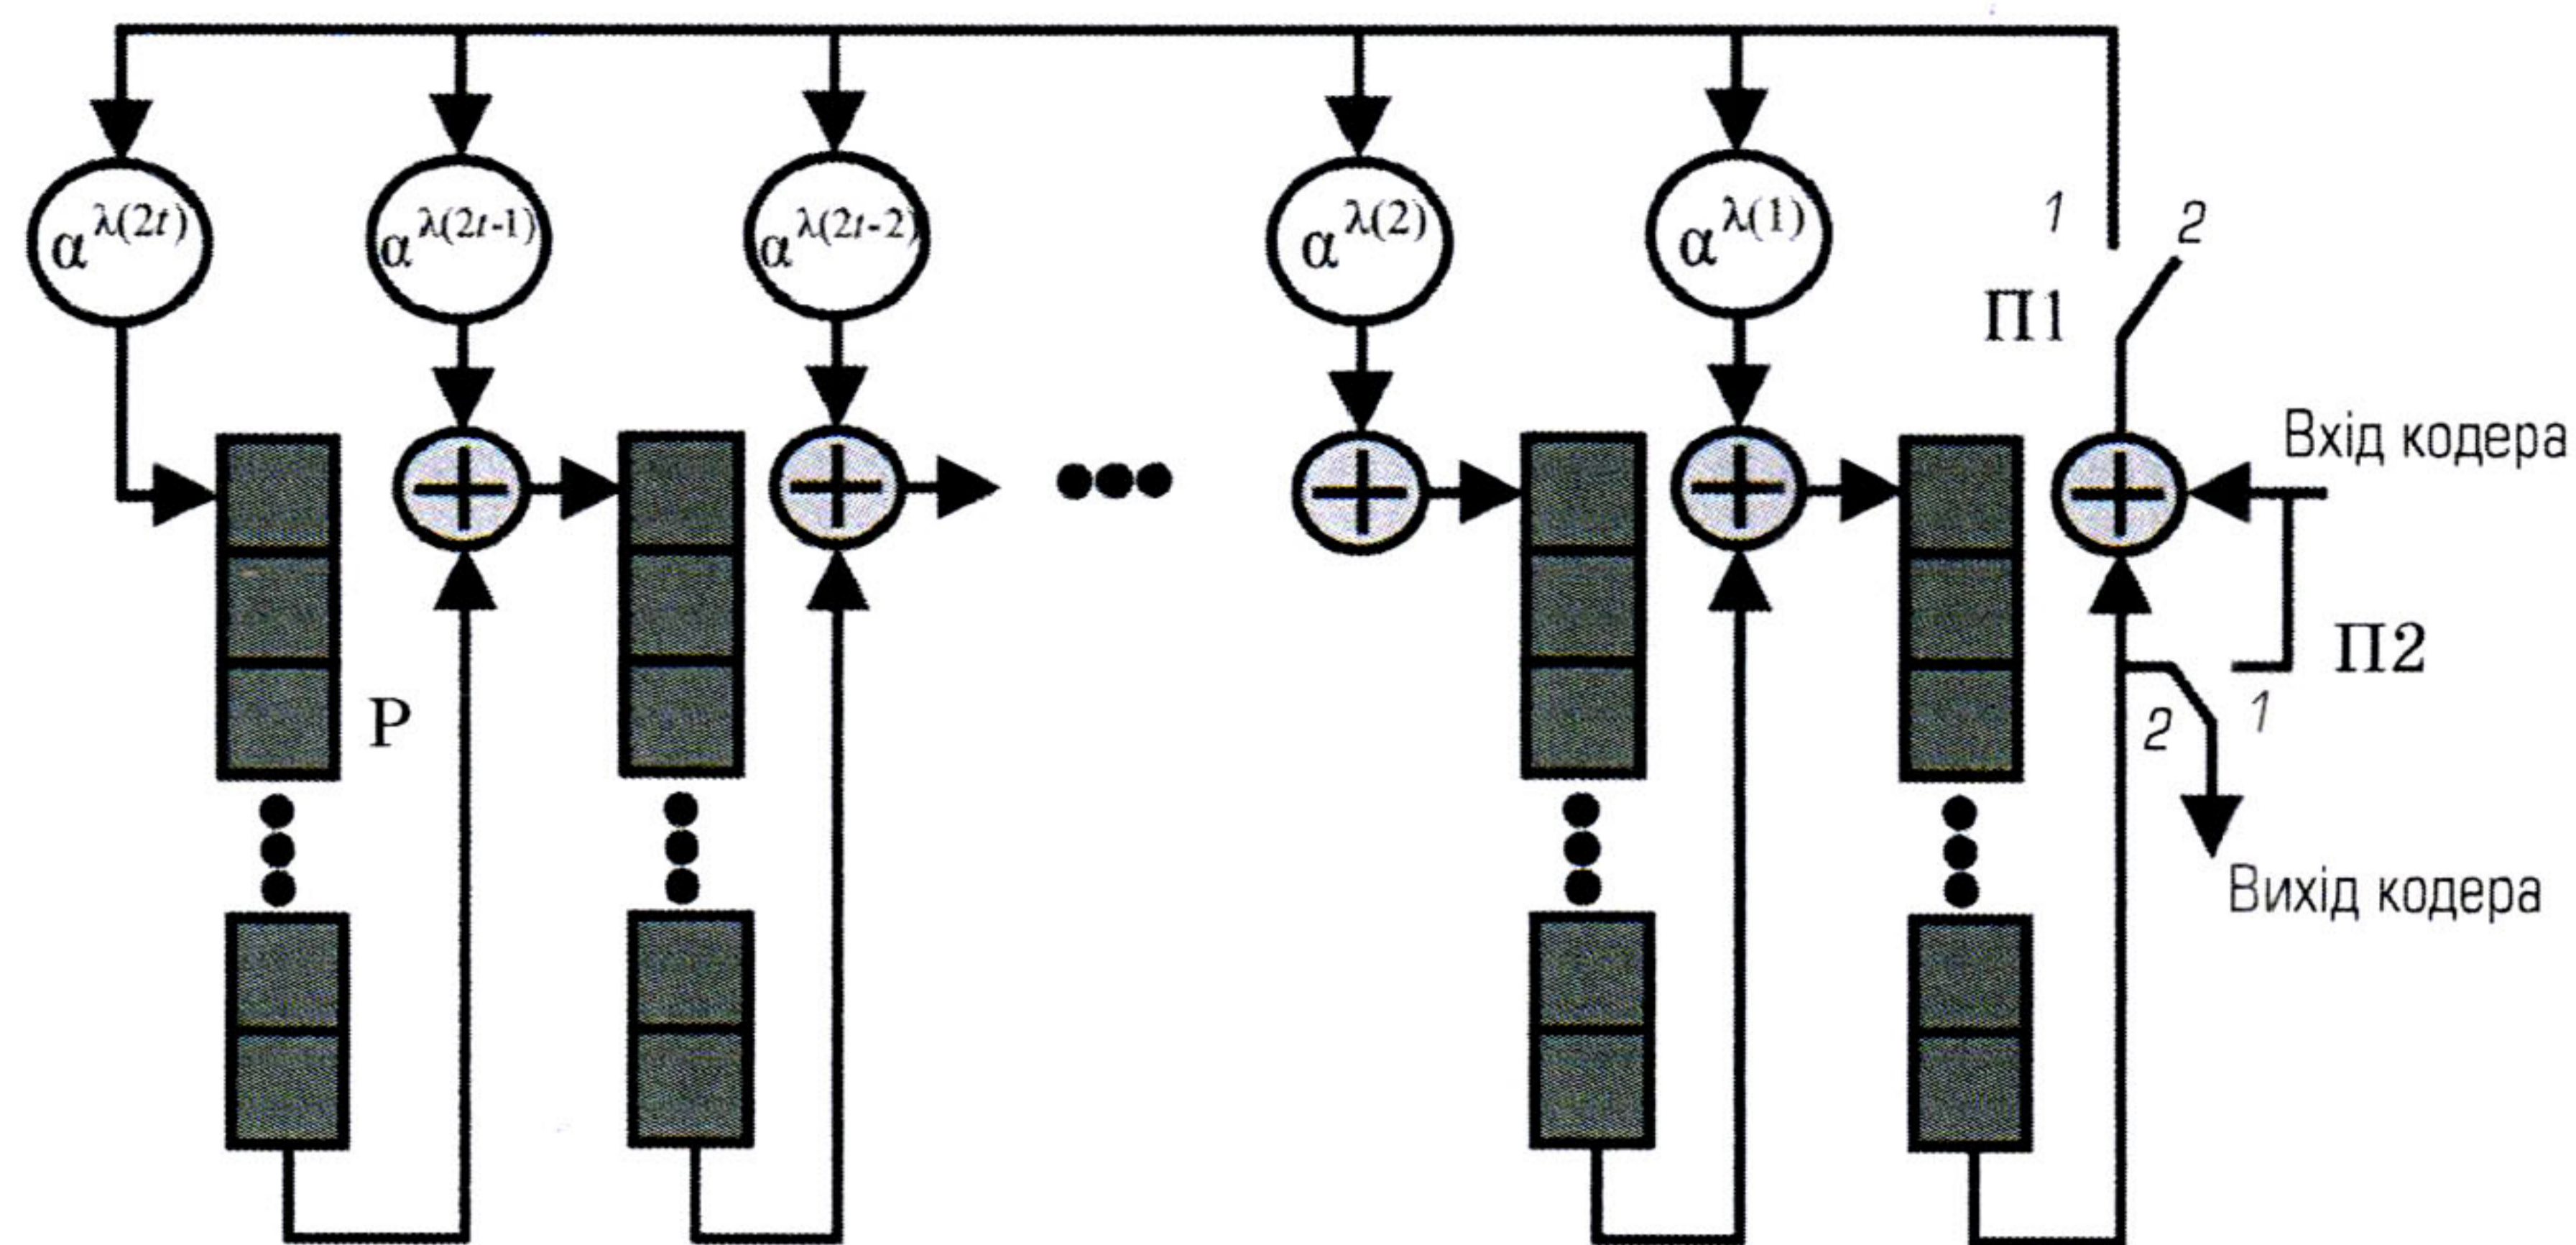 α^λ(2t)
α^λ(2t-1)
α^λ(2t-2)
α^λ(2)
α^λ(1)
1
2
П1
Вхід кодера
P
П2
2
1
Вихід кодера